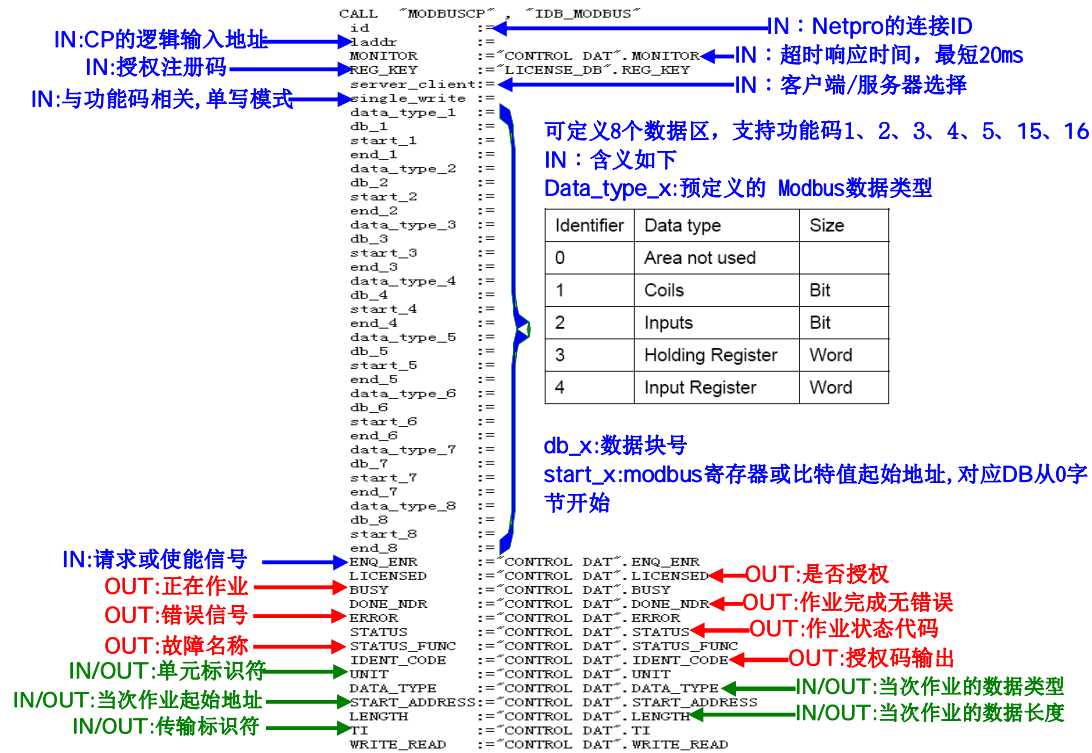 CALL "MODBUSCP" , "IDB_MODBUS"
id :=
IN：Netpro的连接ID
IN:CP的逻辑输入地址
laddr :=
MONITOR :="CONTROL DAT".MONITOR
IN：超时响应时间，最短20ms
IN:授权注册码
REG_KEY :="LICENSE_DB".REG_KEY
server_client:=
IN：客户端/服务器选择
IN:与功能码相关,单写模式
single_write :=
data_type_1 :=
db_1 :=
start_1 :=
end_1 :=
data_type_2 :=
db_2 :=
start_2 :=
end_2 :=
data_type_3 :=
db_3 :=
start_3 :=
end_3 :=
data_type_4 :=
db_4 :=
start_4 :=
end_4 :=
data_type_5 :=
db_5 :=
start_5 :=
end_5 :=
data_type_6 :=
db_6 :=
start_6 :=
end_6 :=
data_type_7 :=
db_7 :=
start_7 :=
end_7 :=
data_type_8 :=
db_8 :=
start_8 :=
end_8 :=
可定义8个数据区，支持功能码1、2、3、4、5、15、16
IN：含义如下
Data_type_x:预定义的 Modbus数据类型
Identifier Data type Size
0 Area not used
1 Coils Bit
2 Inputs Bit
3 Holding Register Word
4 Input Register Word
db_x:数据块号
start_x:modbus寄存器或比特值起始地址,对应DB从0字
节开始
IN:请求或使能信号
ENQ_ENR :="CONTROL DAT".ENQ_ENR
LICENSED :="CONTROL DAT".LICENSED
OUT:是否授权
OUT:正在作业
BUSY :="CONTROL DAT".BUSY
DONE_NDR :="CONTROL DAT".DONE_NDR
OUT:作业完成无错误
OUT:错误信号
ERROR :="CONTROL DAT".ERROR
STATUS :="CONTROL DAT".STATUS
OUT:作业状态代码
OUT:故障名称
STATUS_FUNC :="CONTROL DAT".STATUS_FUNC
IDENT_CODE :="CONTROL DAT".IDENT_CODE
OUT:授权码输出
IN/OUT:单元标识符
UNIT :="CONTROL DAT".UNIT
DATA_TYPE :="CONTROL DAT".DATA_TYPE
IN/OUT:当次作业的数据类型
IN/OUT:当次作业起始地址
START_ADDRESS:="CONTROL DAT".START_ADDRESS
LENGTH :="CONTROL DAT".LENGTH
IN/OUT:当次作业的数据长度
IN/OUT:传输标识符
TI :="CONTROL DAT".TI
WRITE_READ :="CONTROL DAT".WRITE_READ